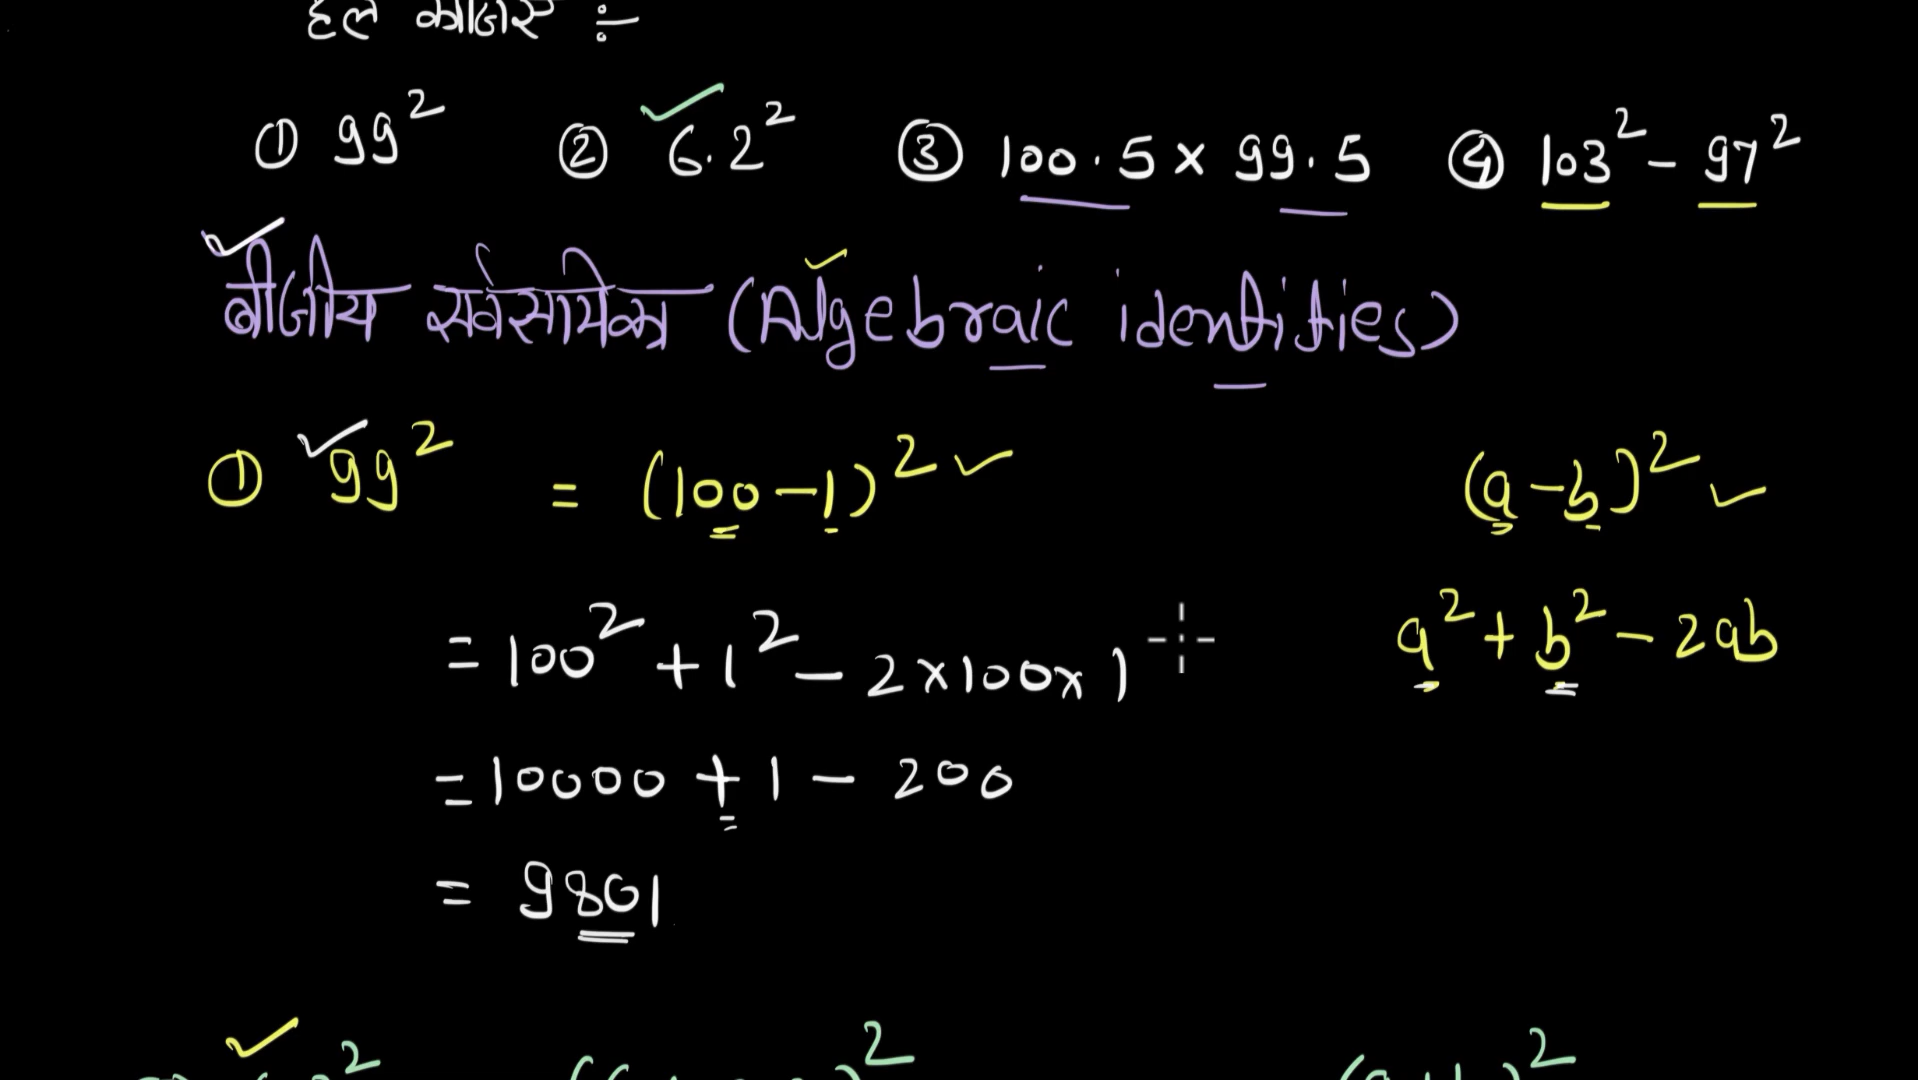 हल कीजिए :-
① 99² ② 6.2² ③ 100.5 × 99.5 ④ 103² - 97²
बीजीय सर्वसमिका (Algebraic identities)
① 99² = (100-1)² (a-b)²
= 100² + 1² - 2×100×1 a² + b² - 2ab
= 10000 + 1 - 200
= 9801